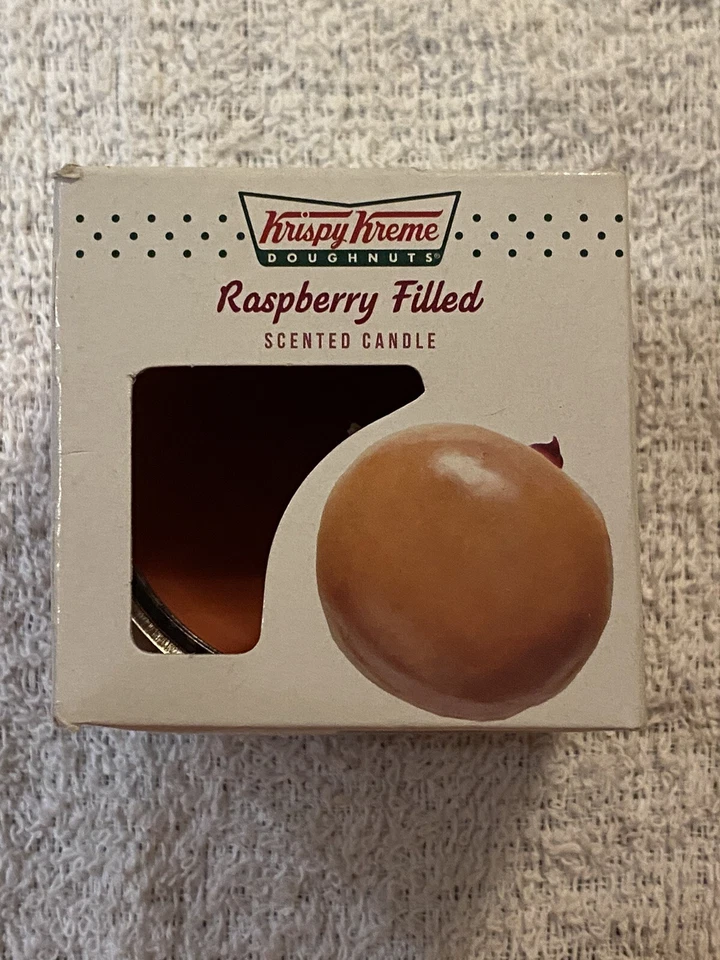 Krispy Kreme
DOUGHNUTS®
Raspberry Filled
SCENTED CANDLE